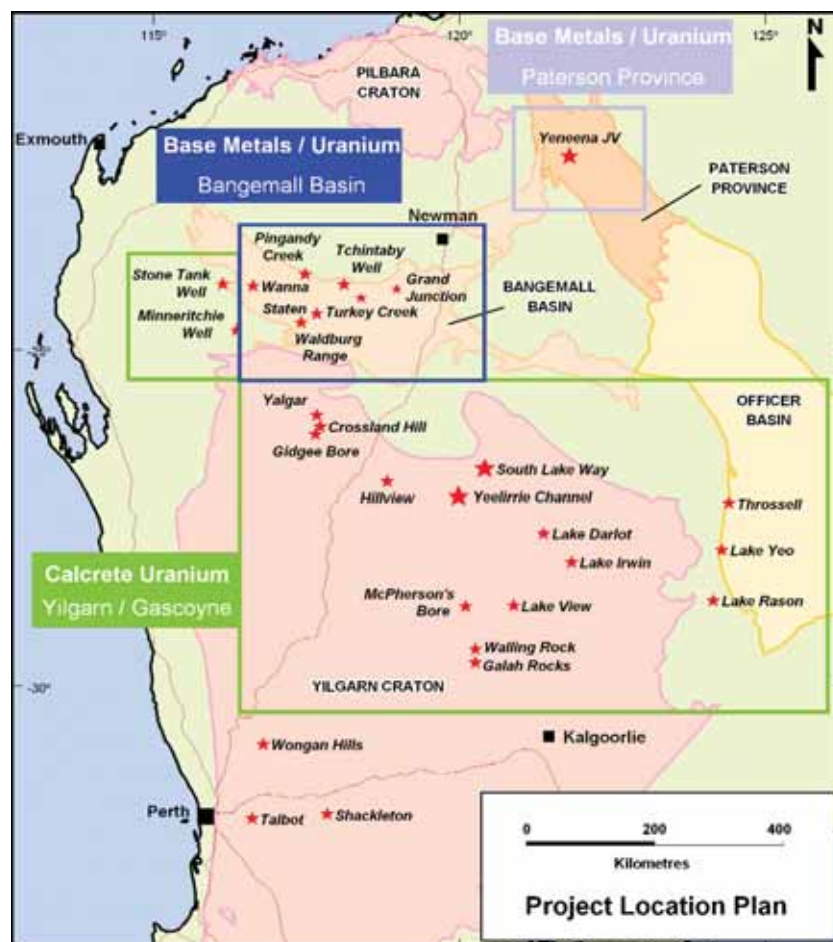 115°
120°
125°
N
Base Metals / Uranium
Paterson Province
PILBARA
CRATON
Exmouth
Yeneena JV
Base Metals / Uranium
Bangemall Basin
PATERSON
PROVINCE
Newman
Pingandy
Creek
Tchintaby
Well
Stone Tank
Well
Wanna
Grand
Junction
BANGEMALL
BASIN
Staten
Turkey Creek
Minneritchie
Well
Waldburg
Range
Yalgar
Crossland Hill
Gidgee Bore
OFFICER
BASIN
South Lake Way
Hillview
Yeelirrie Channel
Throssell
Lake Darlot
Lake Yeo
Calcrete Uranium
Yilgarn / Gascoyne
Lake Irwin
McPherson's
Bore
Lake View
Lake Rason
Walling Rock
Galah Rocks
YILGARN CRATON
-30°
Wongan Hills
Kalgoorlie
Perth
Talbot
Shackleton
0 200 400
Kilometres
Project Location Plan